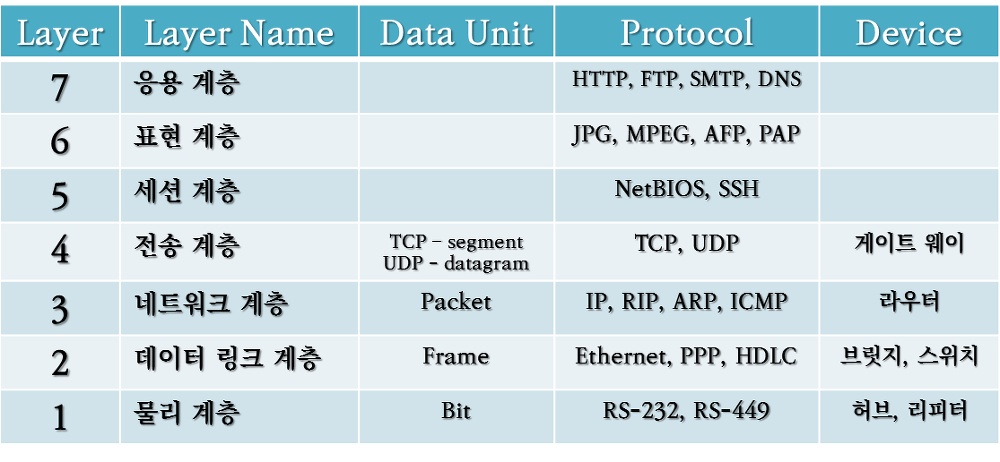 Layer Layer Name Data Unit Protocol Device
7 응용 계층 HTTP, FTP, SMTP, DNS
6 표현 계층 JPG, MPEG, AFP, PAP
5 세션 계층 NetBIOS, SSH
4 전송 계층 TCP – segment TCP, UDP 게이트 웨이
UDP – datagram
3 네트워크 계층 Packet IP, RIP, ARP, ICMP 라우터
2 데이터 링크 계층 Frame Ethernet, PPP, HDLC 브릿지, 스위치
1 물리 계층 Bit RS-232, RS-449 허브, 리피터